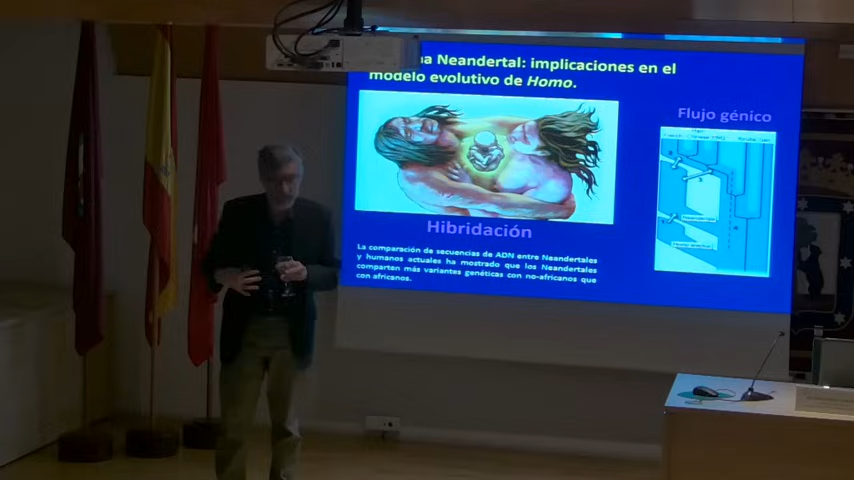 Neandertal: implicaciones en el
modelo evolutivo de Homo.
Flujo génico
Hibridación
La comparación de secuencias de ADN entre Neandertales
y humanos actuales ha mostrado que los Neandertales
comparten más variantes genéticas con no-africanos que
con africanos.